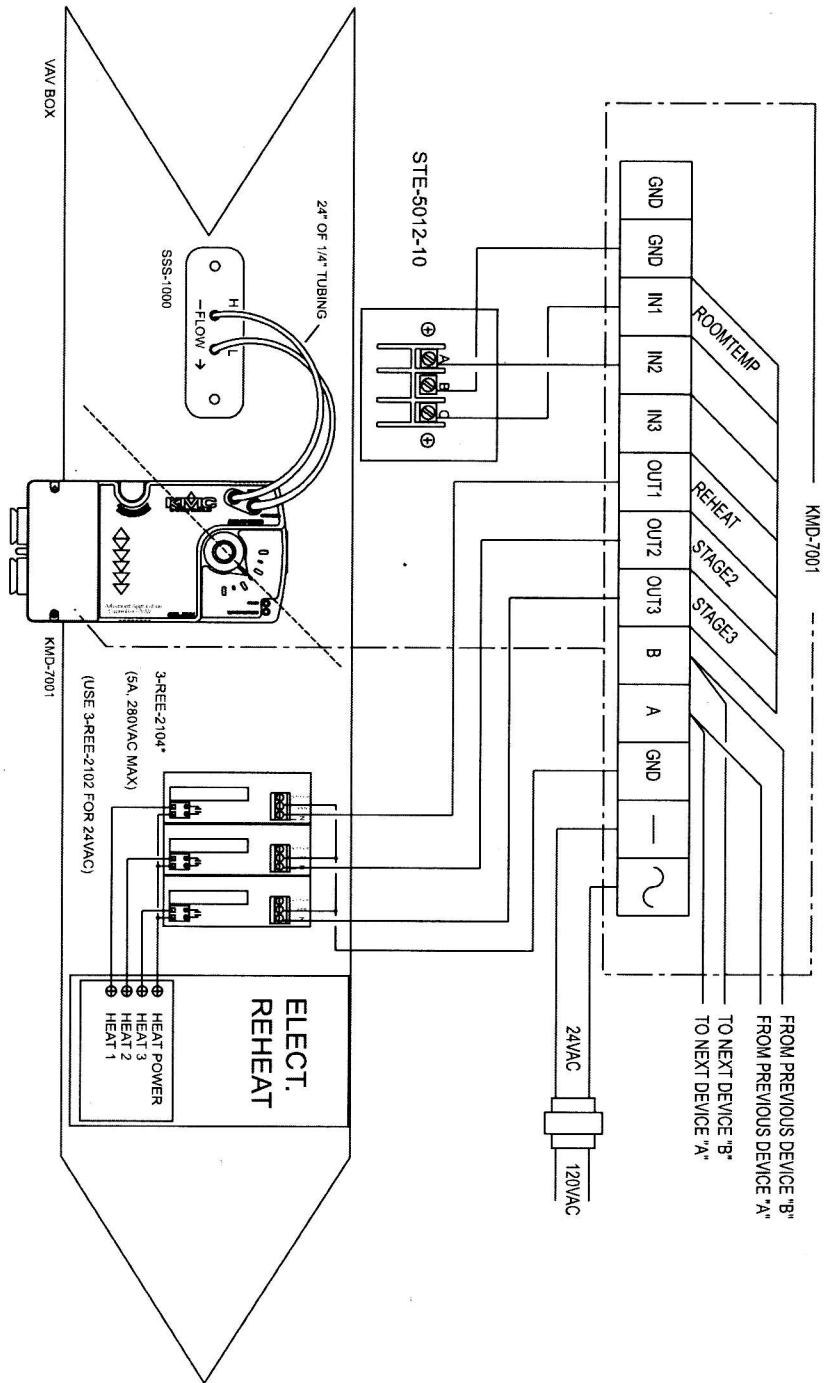 KMD-7001
ROOMTEMP
REHEAT
STAGE2
STAGE3
GND
GND
IN1
IN2
IN3
OUT1
OUT2
OUT3
B
A
GND
FROM PREVIOUS DEVICE "B"
FROM PREVIOUS DEVICE "A"
TO NEXT DEVICE "B"
TO NEXT DEVICE "A"
24VAC
120VAC
STE-5012-10
A
B
C
24" OF 1/4" TUBING
H
L
FLOW
SSS-1000
VAV BOX
KMC
KMD-7001
3-REE-2104*
(5A, 280VAC MAX)
(USE 3-REE-2102 FOR 24VAC)
ELECT.
REHEAT
HEAT POWER
HEAT 3
HEAT 2
HEAT 1